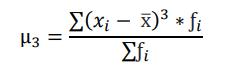 μ₃ = ∑(xᵢ − x̄)³ * fᵢ / ∑fᵢ